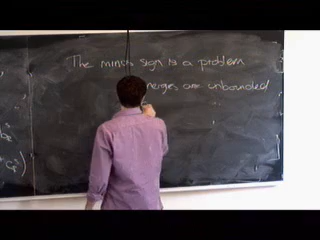 The minus sign is a problem
energies are unbounded